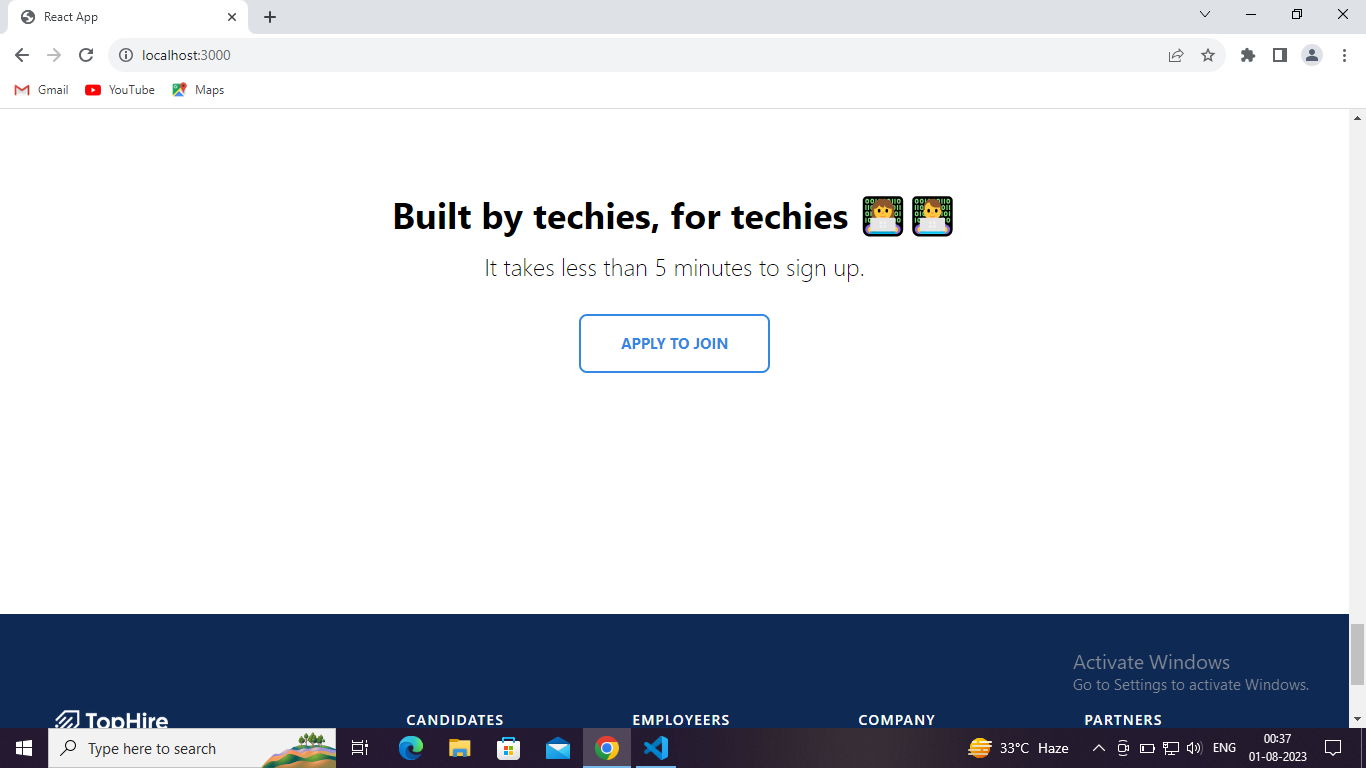 React App
localhost:3000
Gmail YouTube Maps
Built by techies, for techies
It takes less than 5 minutes to sign up.
APPLY TO JOIN
Activate Windows
Go to Settings to activate Windows.
TopHire CANDIDATES EMPLOYEERS COMPANY PARTNERS
Type here to search 33°C Haze ENG 00:37
01-08-2023